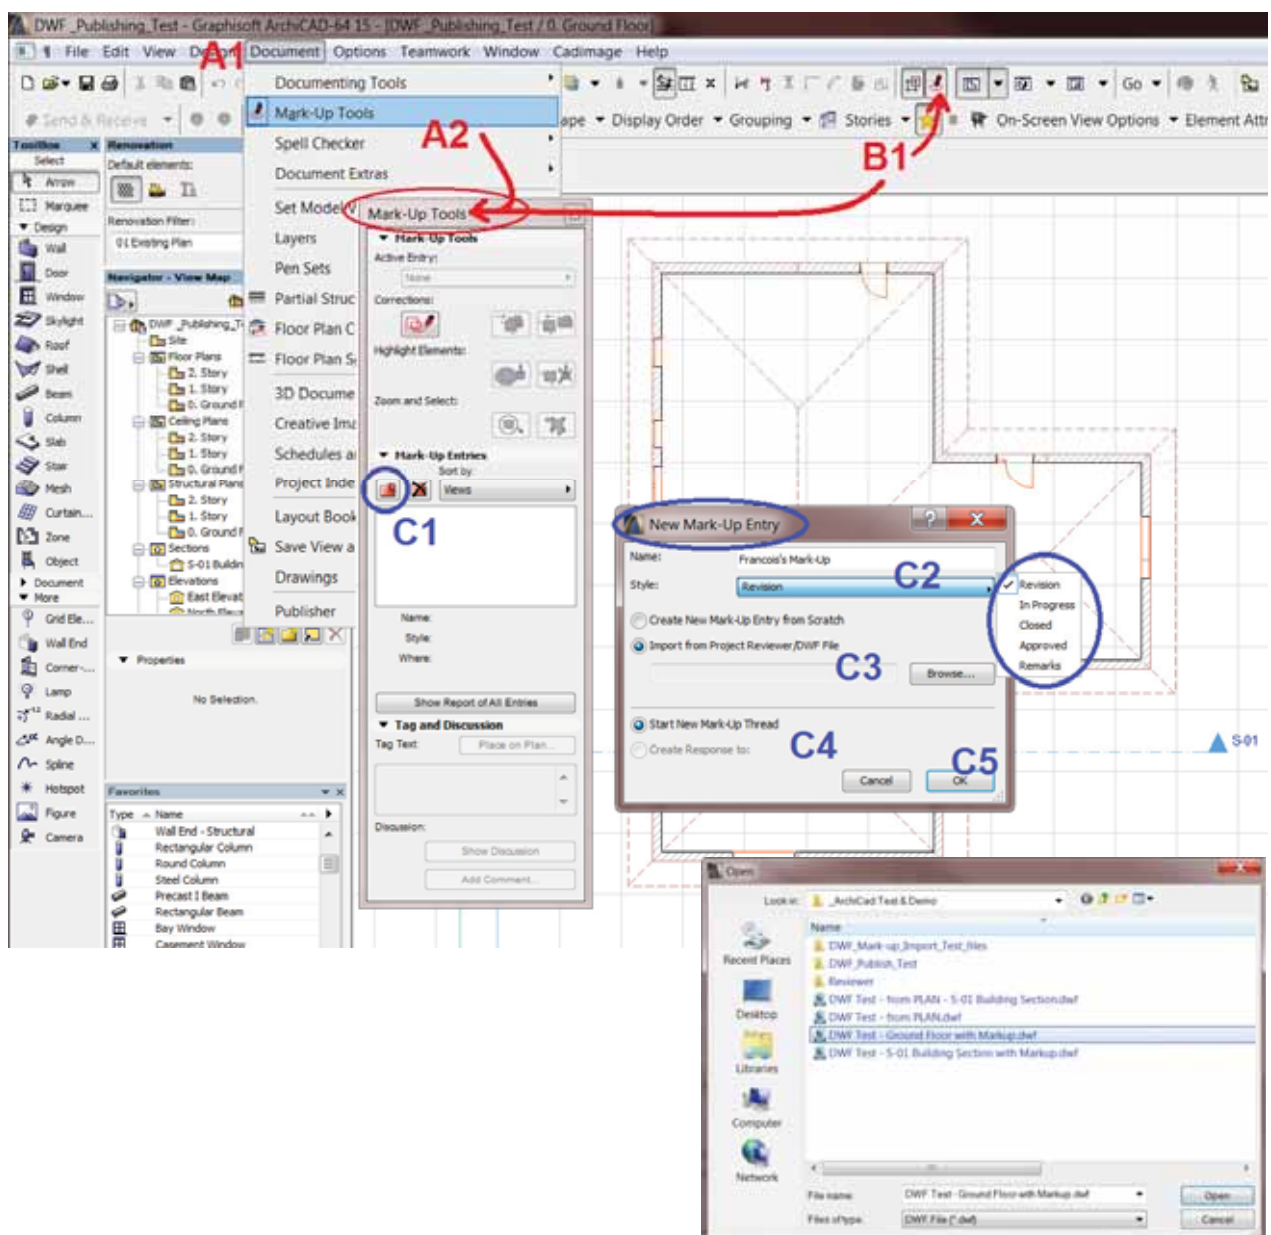 DWF _Publishing_Test - Graphisoft ArchiCAD-64 15 - [DWF _Publishing_Test / 0. Ground Floor]
File Edit View Design Document Options Teamwork Window Cadimage Help
A1
Go
Send & Receive
Display Order Grouping Stories On-Screen View Options Element Attr
Documenting Tools
Mark-Up Tools
Spell Checker
Document Extras
Set Model V
Layers
Pen Sets
Partial Struc
Floor Plan C
Floor Plan S
3D Docume
Creative Ima
Schedules a
Project Inde
Layout Book
Save View a
Drawings
Publisher
A2
B1
ToolBox
Select
Arrow
Marquee
Design
Wall
Door
Window
Skylight
Roof
Shell
Beam
Column
Slab
Stair
Mesh
Curtain...
Zone
Object
Document
More
Grid Ele...
Wall End
Corner-...
Lamp
Radial ...
Angle D...
Spline
Hotspot
Figure
Camera
Renovation
Default elements:
Renovation Filter:
01 Existing Plan
Navigator - View Map
DWF _Publishing_T
Site
Floor Plans
2. Story
1. Story
0. Ground F
Ceiling Plans
2. Story
1. Story
0. Ground F
Structural Plans
2. Story
1. Story
0. Ground F
Sections
S-01 Buildin
Elevations
East Elevat
North Eleva
Properties
No Selection.
Favorites
Type Name
Wall End - Structural
Rectangular Column
Round Column
Steel Column
Precast I Beam
Rectangular Beam
Bay Window
Casement Window
Mark-Up Tools
Mark-Up Tools
Active Entry:
None
Corrections:
Highlight Elements:
Zoom and Select:
Mark-Up Entries
Sort by:
Views
C1
Name:
Style:
Where:
Show Report of All Entries
Tag and Discussion
Tag Text: Place on Plan...
Discussion:
Show Discussion
Add Comment...
New Mark-Up Entry
Name: Francois's Mark-Up
Style: Revision
C2
Create New Mark-Up Entry from Scratch
Import from Project Reviewer/DWF File
C3
Browse...
Start New Mark-Up Thread
Create Response to:
C4
C5
Cancel OK
Revision
In Progress
Closed
Approved
Remarks
S-01
Open
Look in: _ArchiCad Test & Demo
Name
Recent Places
Desktop
Libraries
Computer
Network
DWF_Mark-up_Import_Test_files
DWF_Publish_Test
Reviewer
DWF Test - from PLAN - S-01 Building Section.dwf
DWF Test - from PLAN.dwf
DWF Test - Ground Floor with Markup.dwf
DWF Test - S-01 Building Section with Markup.dwf
File name: DWF Test - Ground Floor with Markup.dwf Open
Files of type: DWF File (*.dwf) Cancel